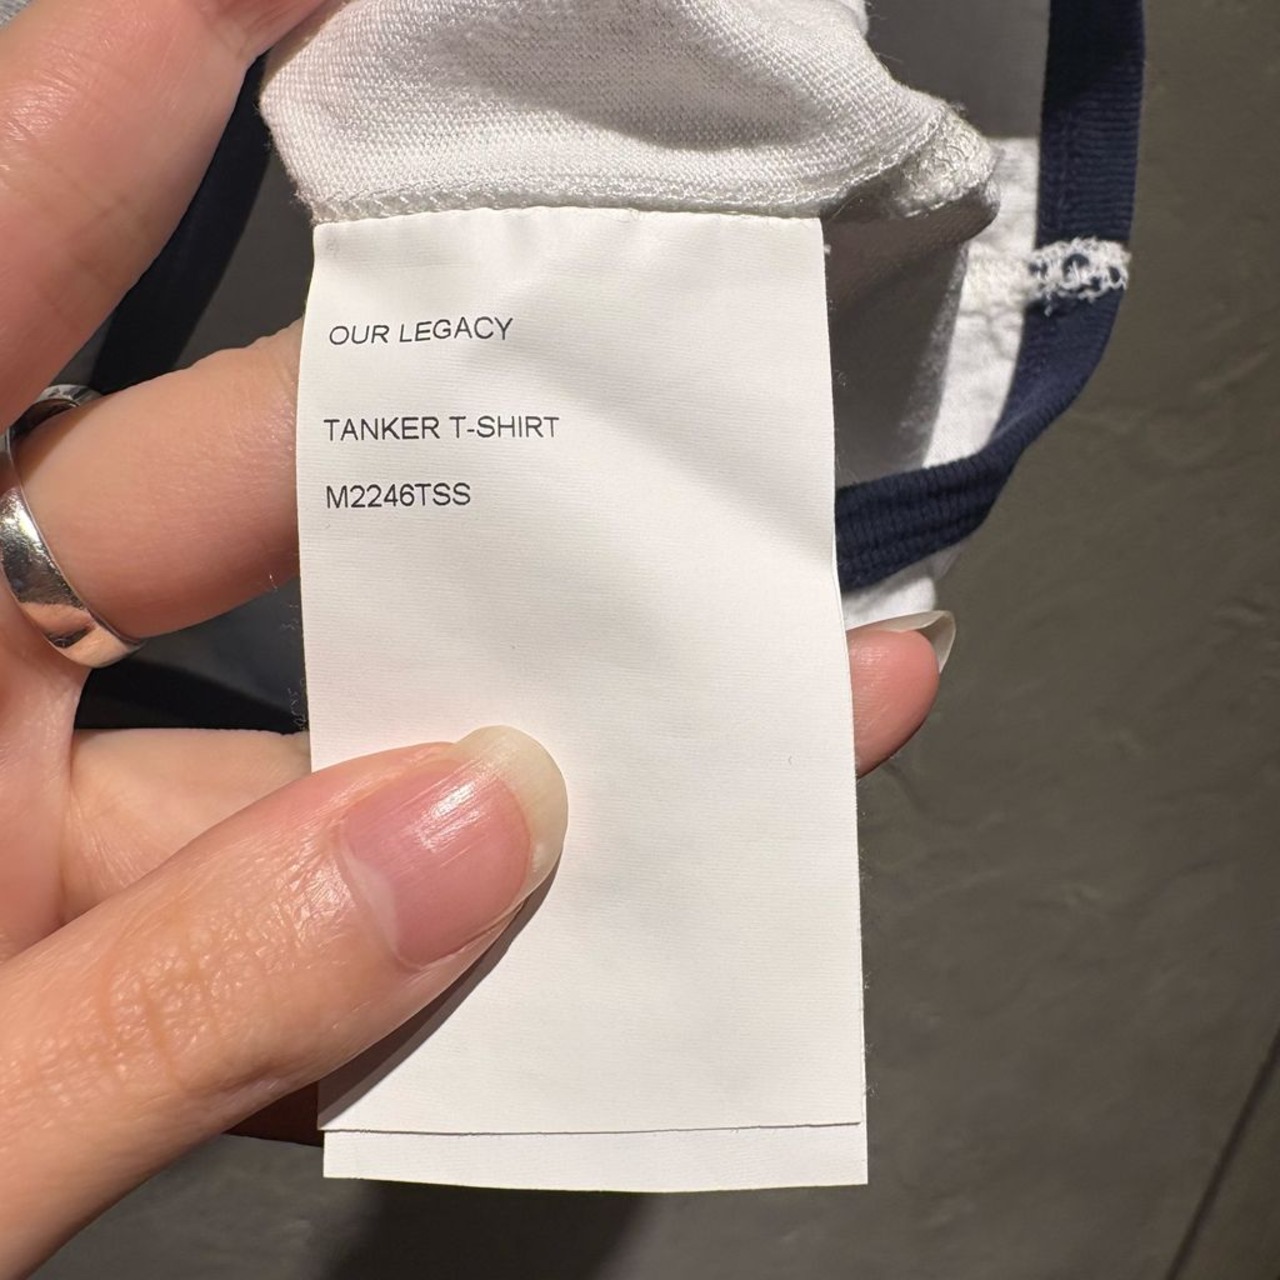 OUR LEGACY
TANKER T-SHIRT
M2246TSS